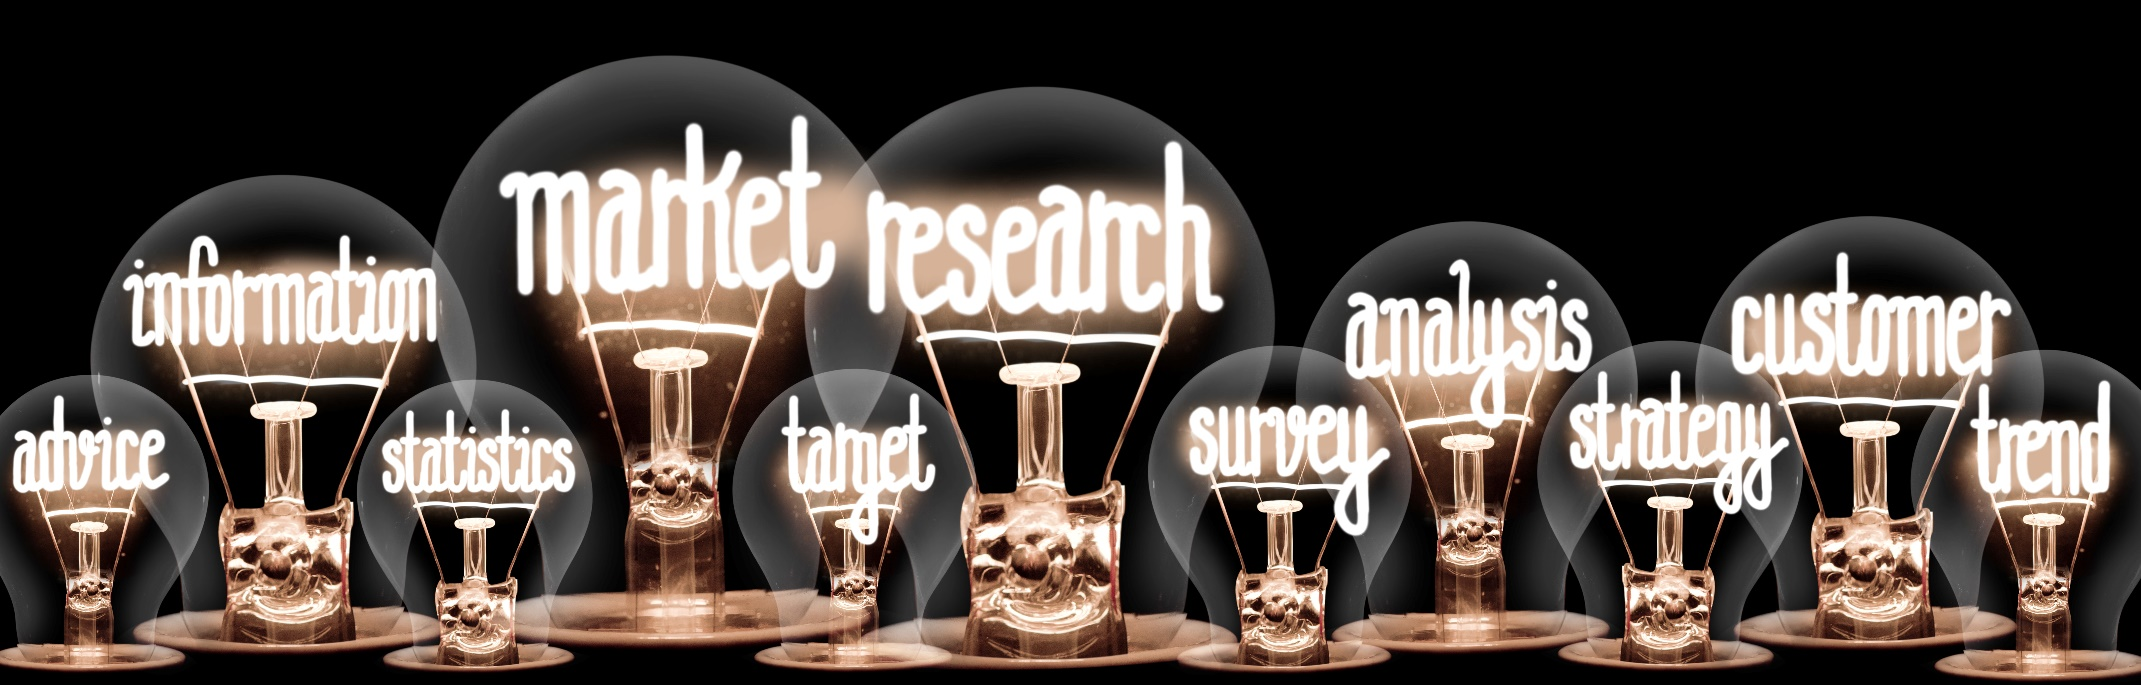 market research
information
analysis
customer
advice
statistics
target
survey
strategy
trend